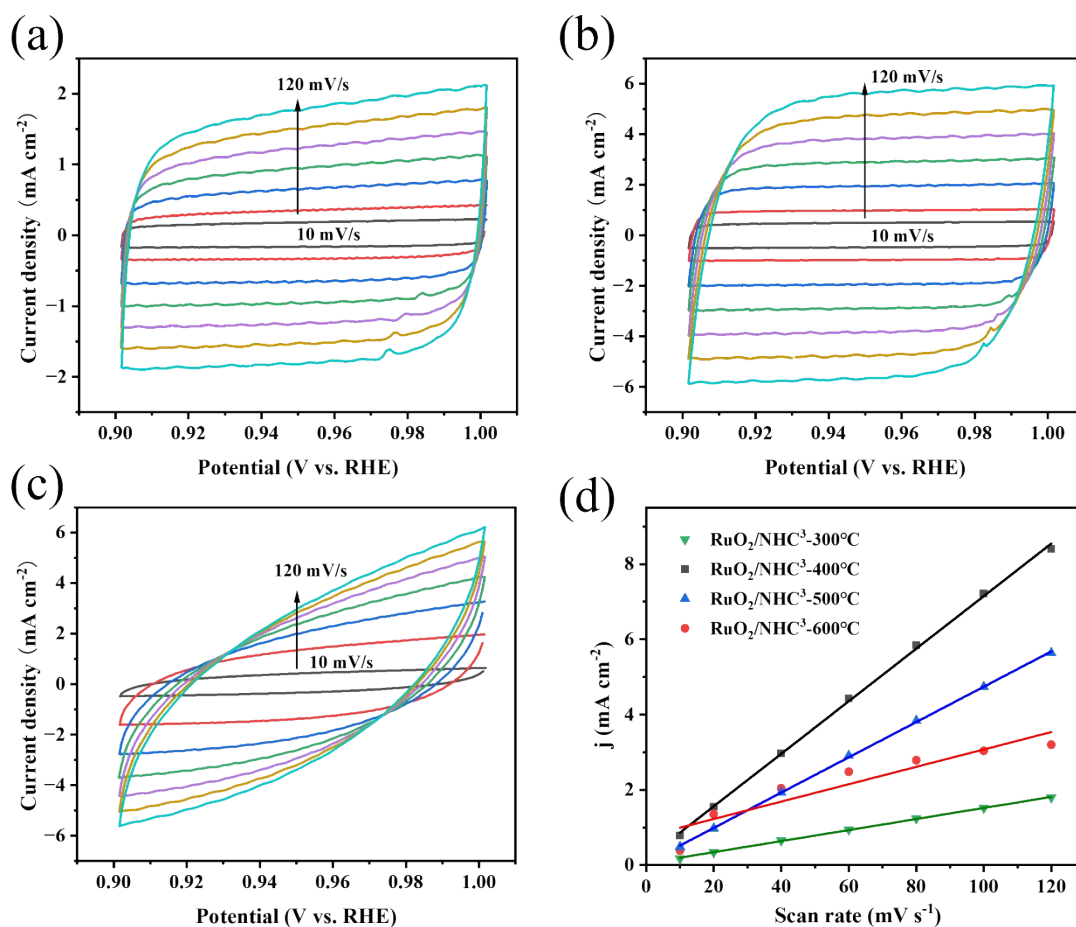 (a)
Current density (mA cm⁻²)
2
1
0
−1
−2
120 mV/s
10 mV/s
0.90 0.92 0.94 0.96 0.98 1.00
Potential (V vs. RHE)
(b)
Current density (mA cm⁻²)
6
4
2
0
−2
−4
−6
120 mV/s
10 mV/s
0.90 0.92 0.94 0.96 0.98 1.00
Potential (V vs. RHE)
(c)
Current density (mA cm⁻²)
6
4
2
0
−2
−4
−6
120 mV/s
10 mV/s
0.90 0.92 0.94 0.96 0.98 1.00
Potential (V vs. RHE)
(d)
j (mA cm⁻²)
8
6
4
2
0
RuO₂/NHC³-300°C
RuO₂/NHC³-400°C
RuO₂/NHC³-500°C
RuO₂/NHC³-600°C
0 20 40 60 80 100 120
Scan rate (mV s⁻¹)